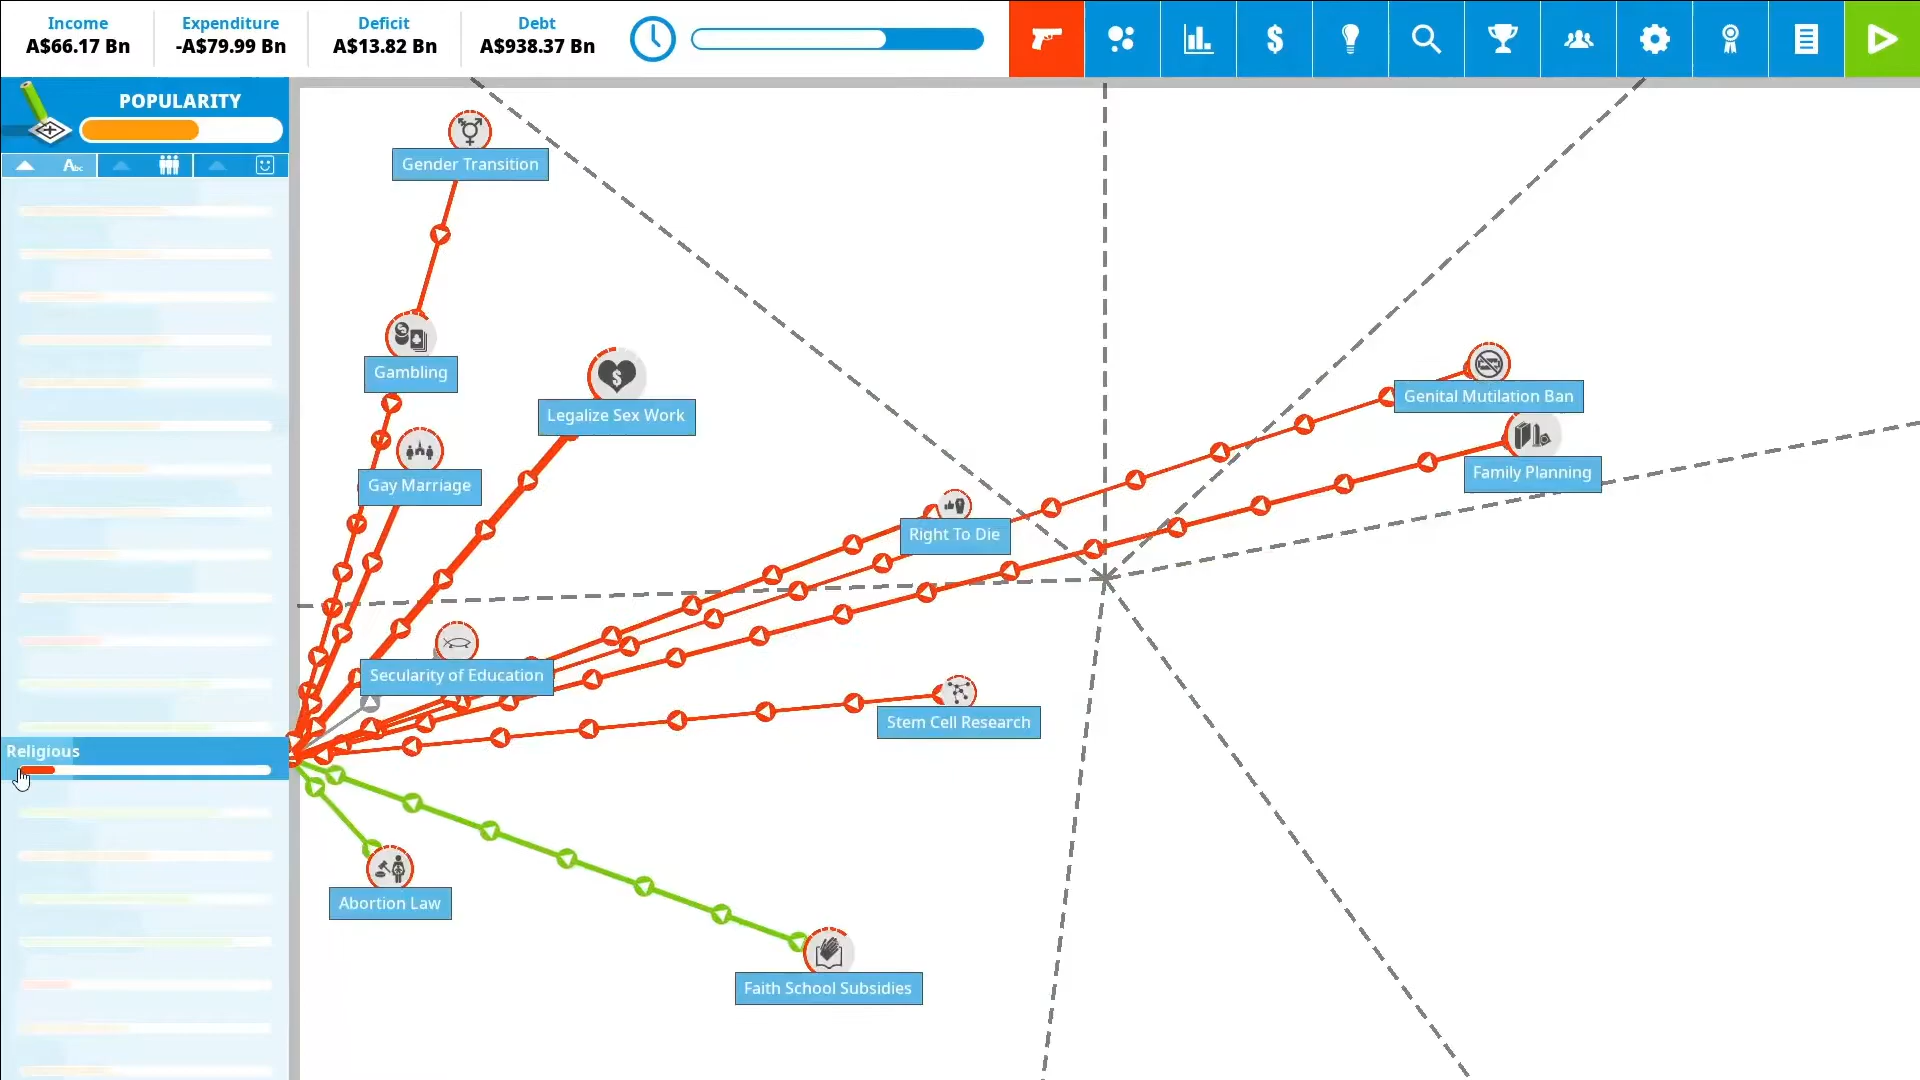 Income
A$66.17 Bn
Expenditure
-A$79.99 Bn
Deficit
A$13.82 Bn
Debt
A$938.37 Bn
POPULARITY
Abc
Gender Transition
Gambling
Legalize Sex Work
Gay Marriage
Genital Mutilation Ban
Family Planning
Right To Die
Secularity of Education
Stem Cell Research
Religious
Abortion Law
Faith School Subsidies